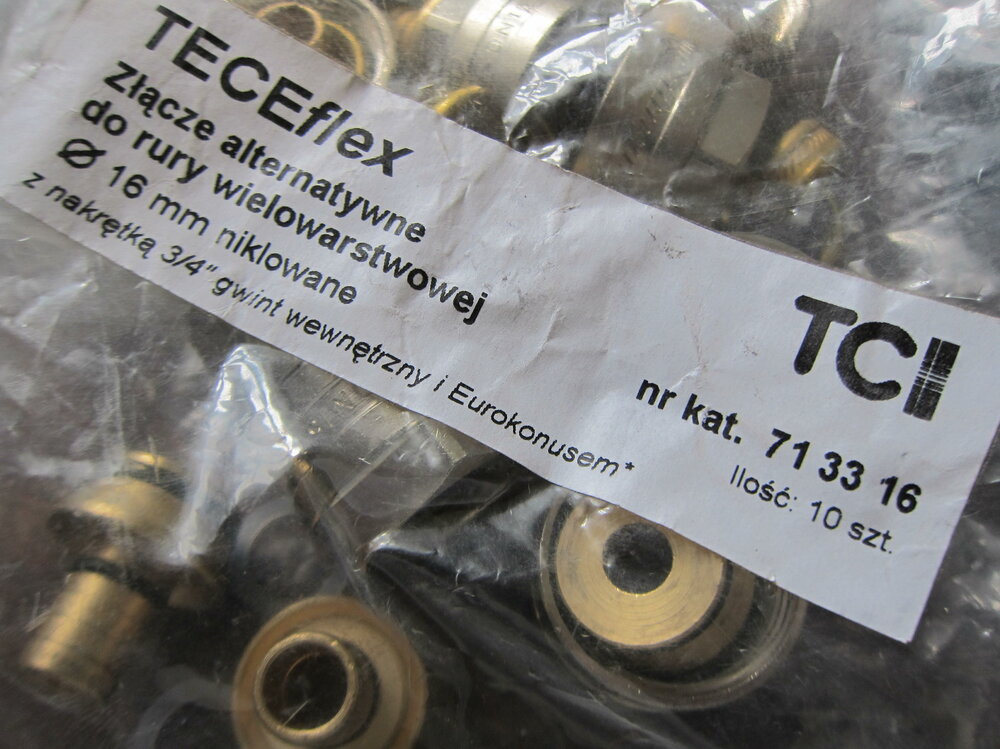 TECEflex
złącze alternatywne
do rury wielowarstwowej
Ø 16 mm niklowane
z nakrętką 3/4" gwint wewnętrzny i Eurokonusem*
TCI
nr kat. 71 33 16
Ilość: 10 szt.